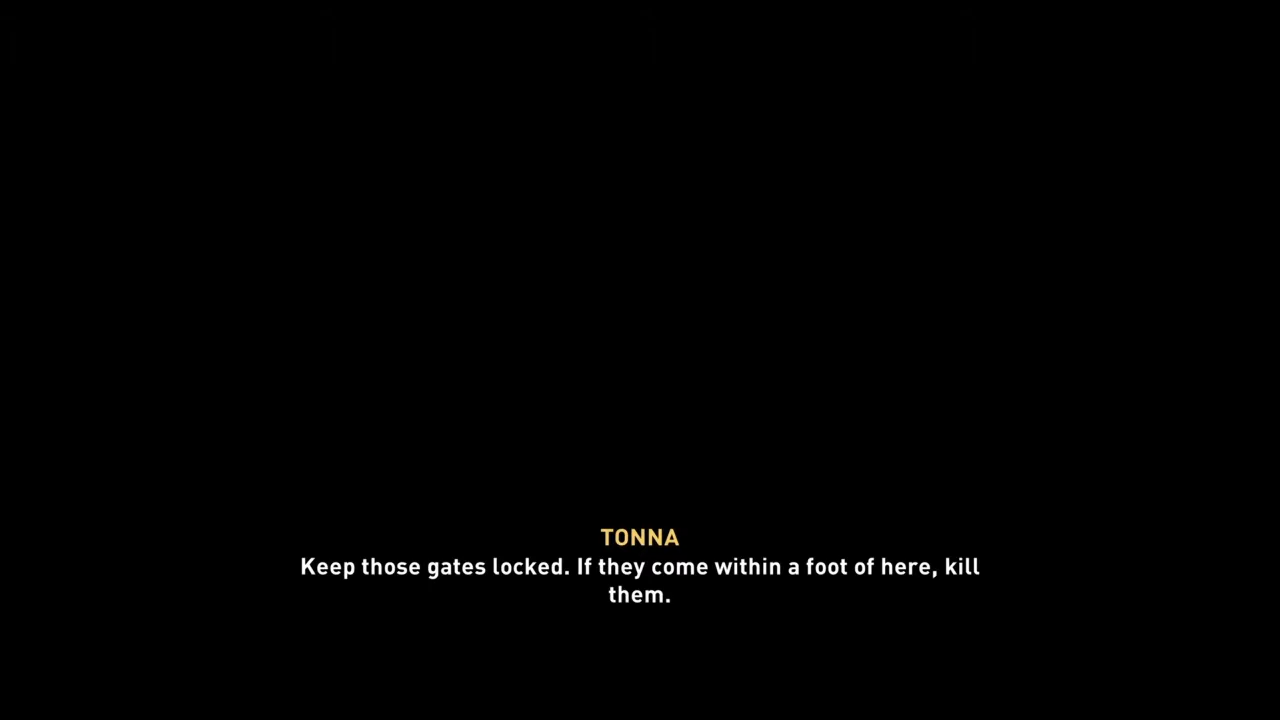 TONNA
Keep those gates locked. If they come within a foot of here, kill
them.